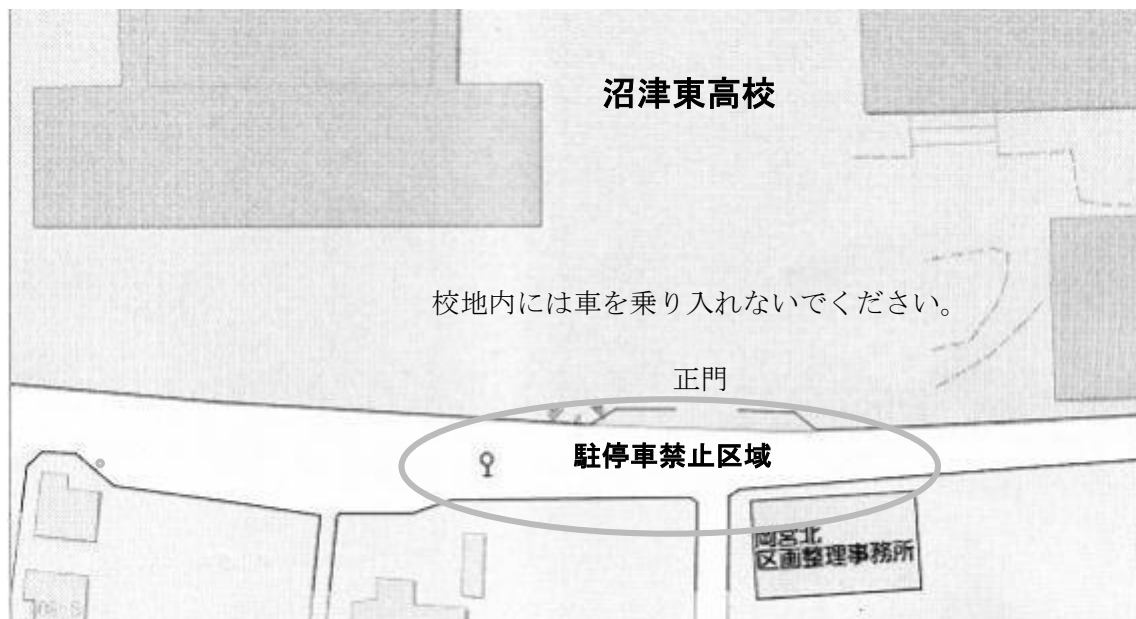 沼津東高校
校地内には車を乗り入れないでください。
正門
駐停車禁止区域
岡宮北
区画整理事務所